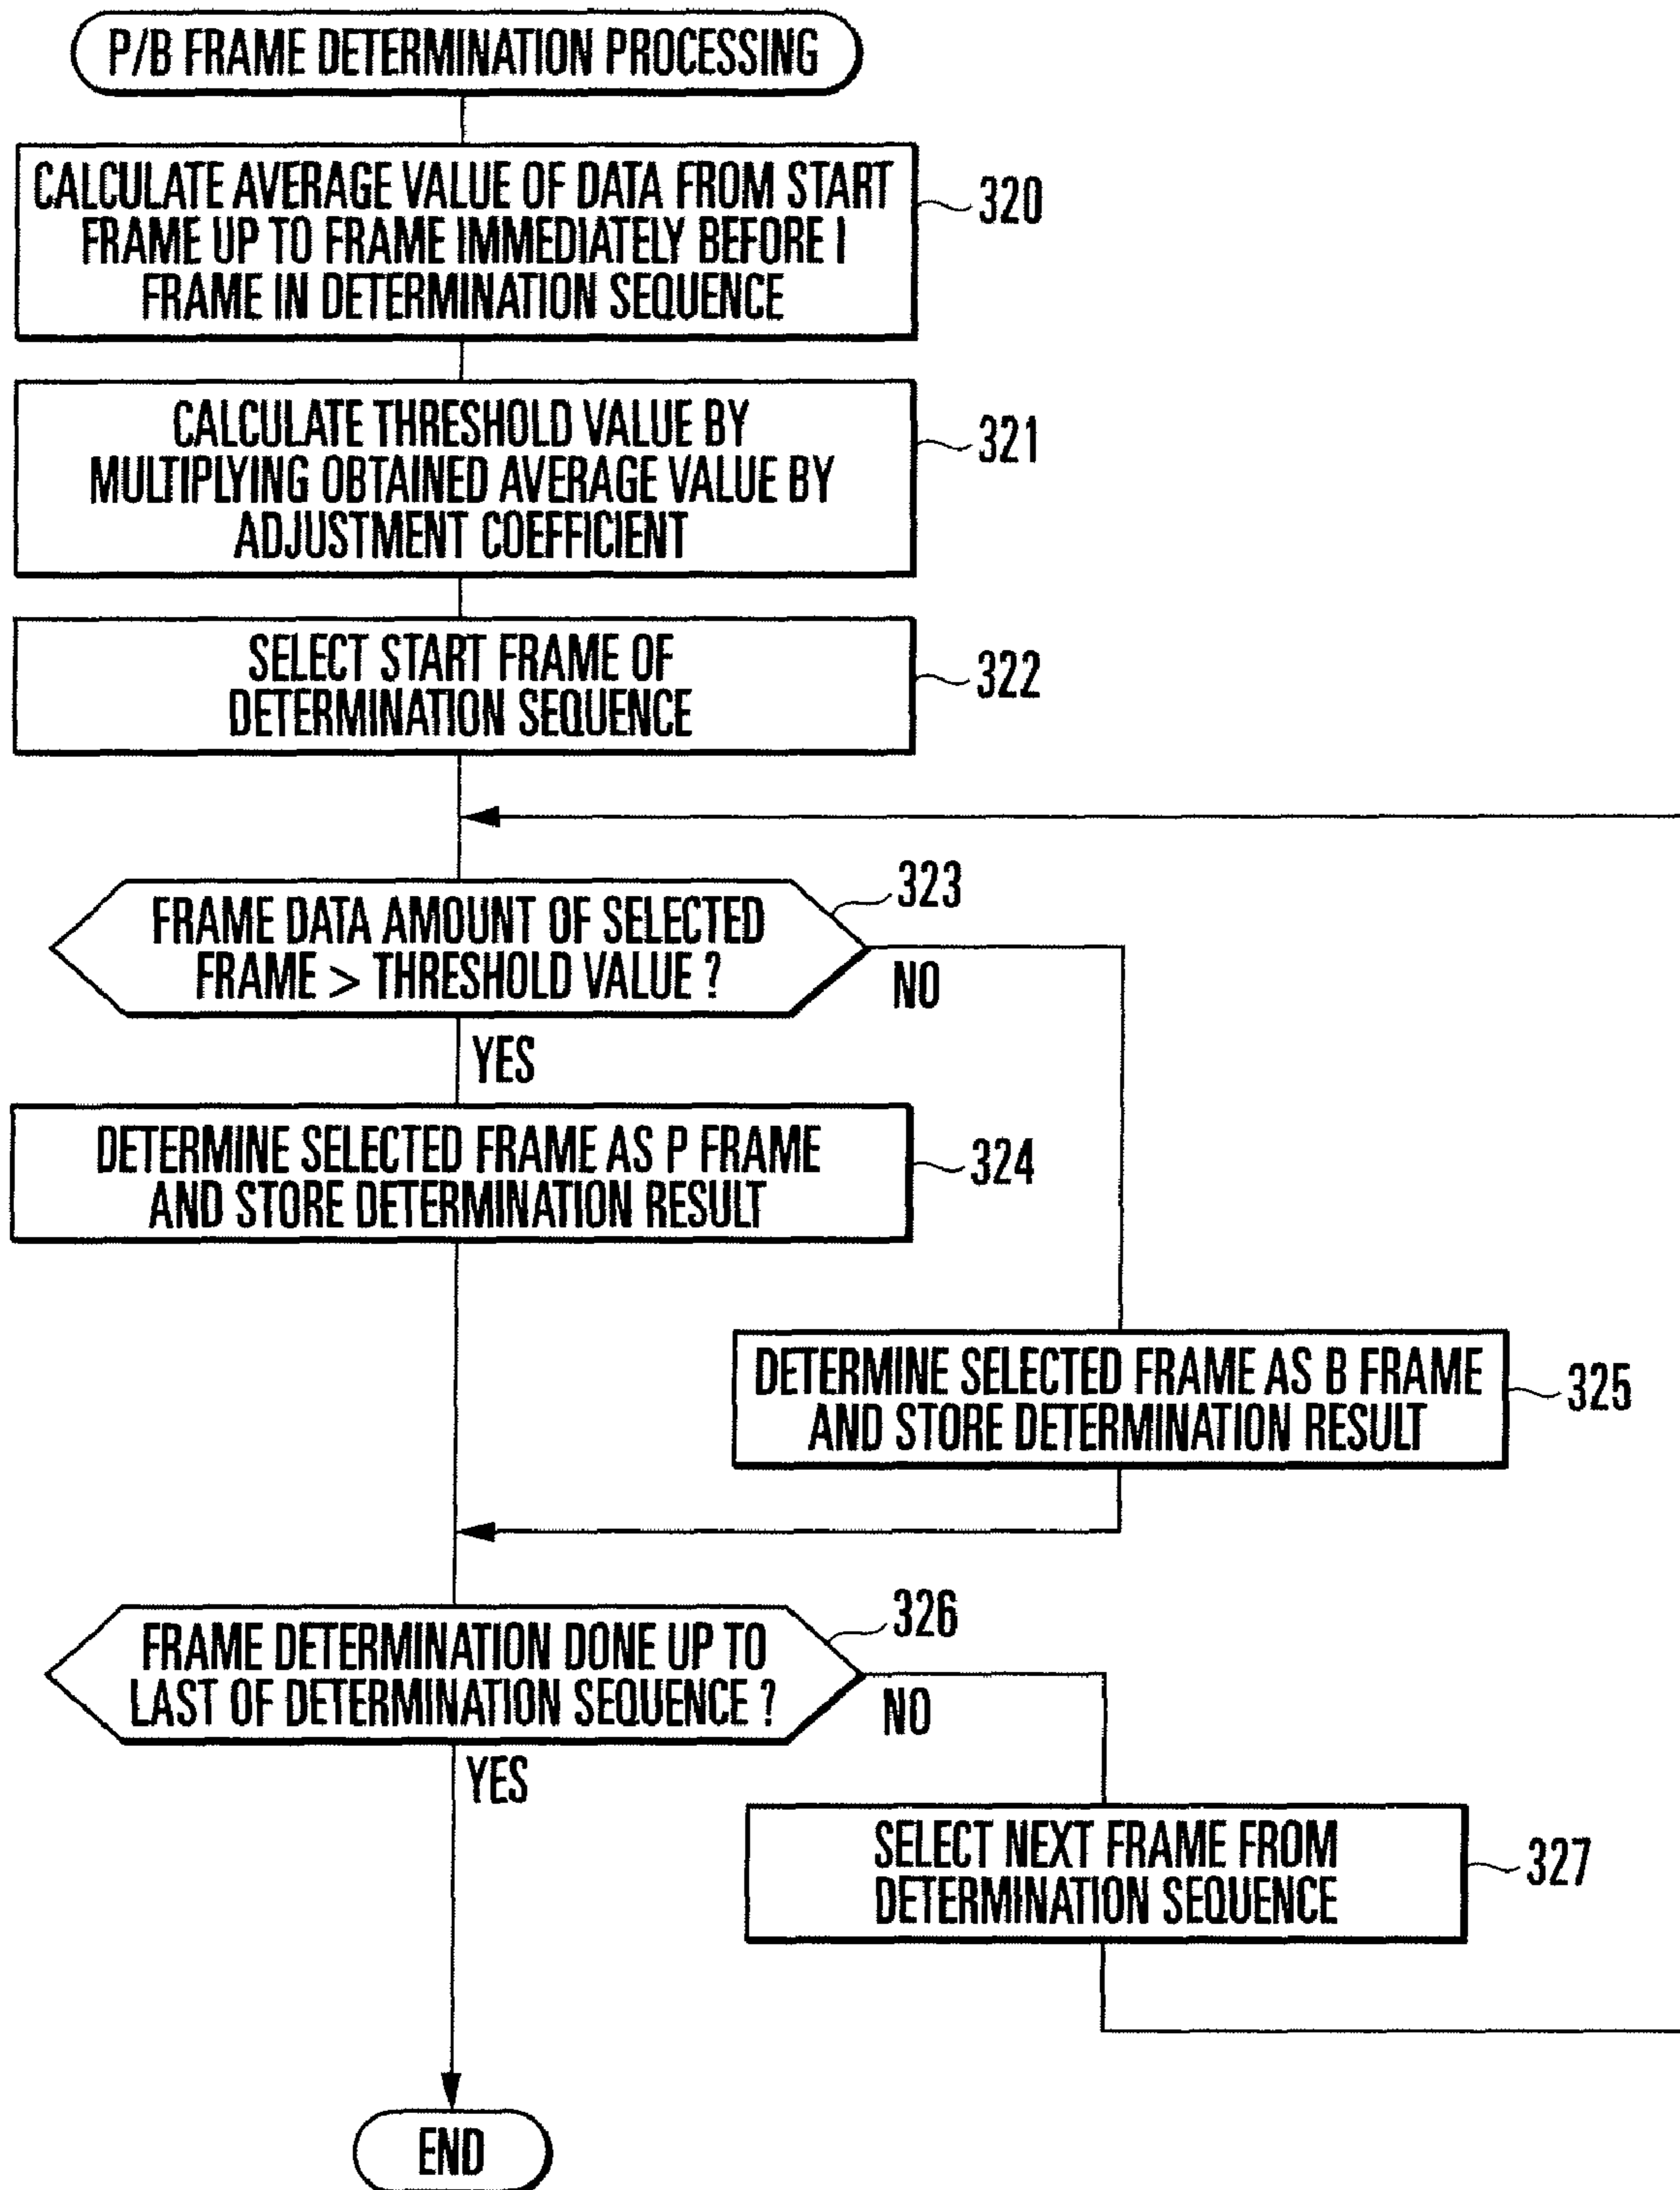 P/B FRAME DETERMINATION PROCESSING
CALCULATE AVERAGE VALUE OF DATA FROM START
FRAME UP TO FRAME IMMEDIATELY BEFORE I
FRAME IN DETERMINATION SEQUENCE
320
CALCULATE THRESHOLD VALUE BY
MULTIPLYING OBTAINED AVERAGE VALUE BY
ADJUSTMENT COEFFICIENT
321
SELECT START FRAME OF
DETERMINATION SEQUENCE
322
FRAME DATA AMOUNT OF SELECTED
FRAME > THRESHOLD VALUE ?
323
NO
YES
DETERMINE SELECTED FRAME AS P FRAME
AND STORE DETERMINATION RESULT
324
DETERMINE SELECTED FRAME AS B FRAME
AND STORE DETERMINATION RESULT
325
FRAME DETERMINATION DONE UP TO
LAST OF DETERMINATION SEQUENCE ?
326
NO
YES
SELECT NEXT FRAME FROM
DETERMINATION SEQUENCE
327
END